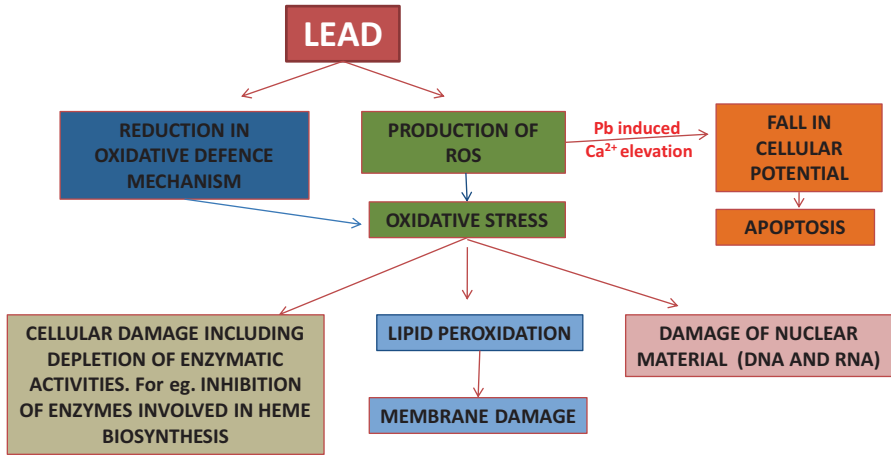 LEAD
REDUCTION IN
OXIDATIVE DEFENCE
MECHANISM
PRODUCTION OF
ROS
Pb induced
Ca²⁺ elevation
FALL IN
CELLULAR
POTENTIAL
OXIDATIVE STRESS
APOPTOSIS
CELLULAR DAMAGE INCLUDING
DEPLETION OF ENZYMATIC
ACTIVITIES. For eg. INHIBITION
OF ENZYMES INVOLVED IN HEME
BIOSYNTHESIS
LIPID PEROXIDATION
MEMBRANE DAMAGE
DAMAGE OF NUCLEAR
MATERIAL (DNA AND RNA)